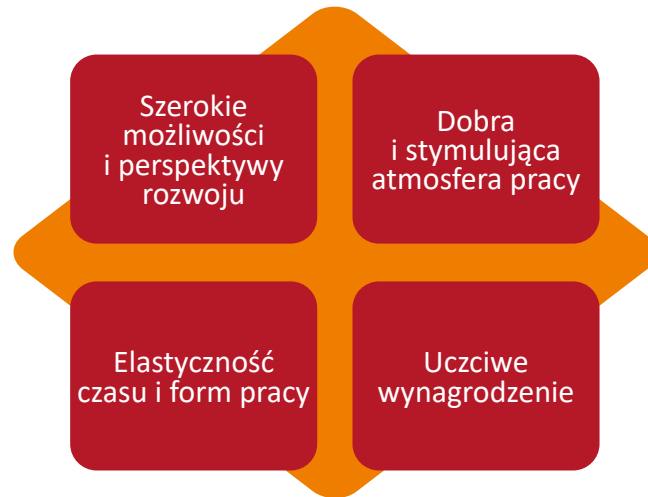 Szerokie
możliwości
i perspektywy
rozwoju
Dobra
i stymulująca
atmosfera pracy
Elastyczność
czasu i form pracy
Uczciwe
wynagrodzenie